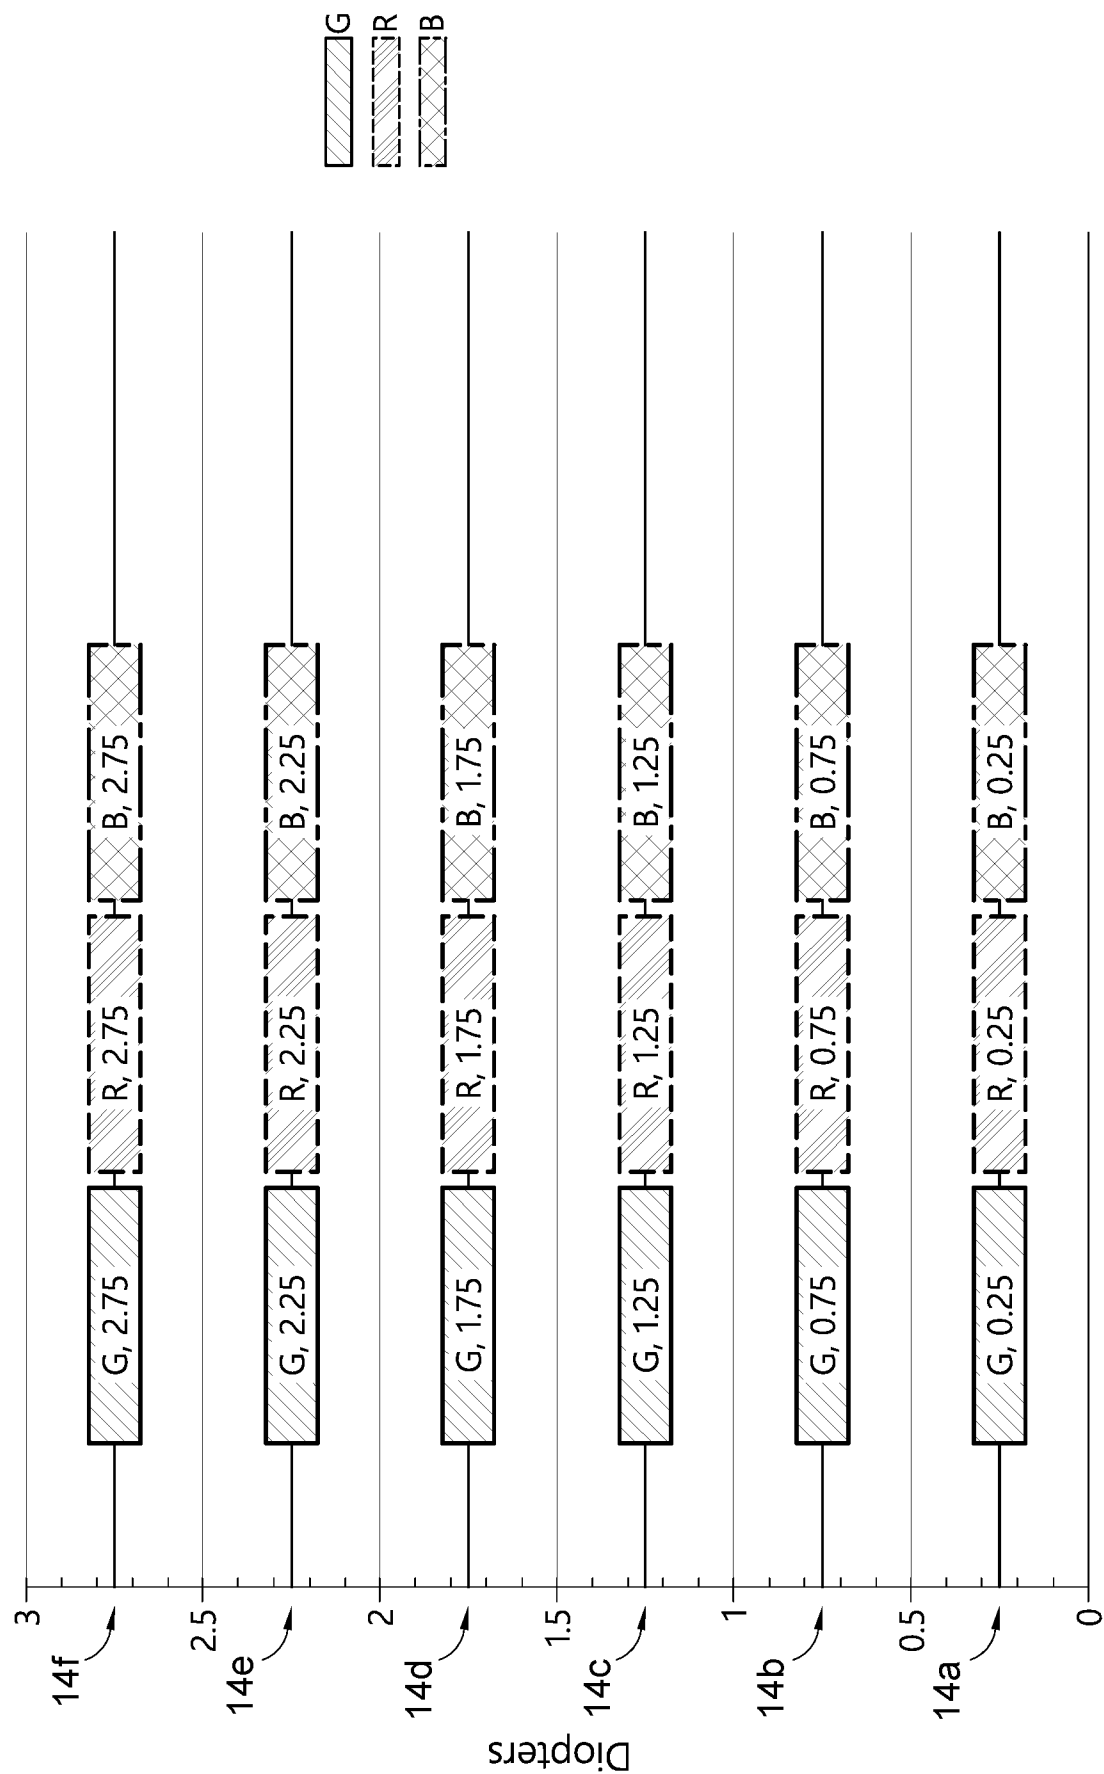 Diopters
3
14f
G, 2.75
R, 2.75
B, 2.75
2.5
14e
G, 2.25
R, 2.25
B, 2.25
2
14d
G, 1.75
R, 1.75
B, 1.75
1.5
14c
G, 1.25
R, 1.25
B, 1.25
1
14b
G, 0.75
R, 0.75
B, 0.75
0.5
14a
G, 0.25
R, 0.25
B, 0.25
0
G
R
B